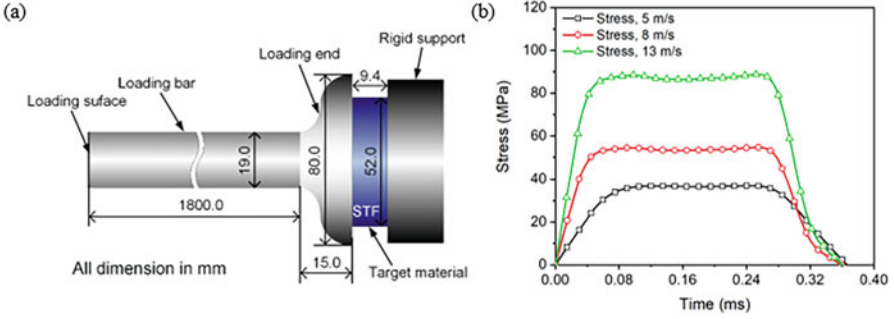 (a)
Rigid support
Loading end
Loading bar
9.4
Loading suface
19.0
80.0
52.0
1800.0
STF
15.0
Target material
All dimension in mm
(b)
120
100
80
60
40
20
0
Stress (MPa)
Stress, 5 m/s
Stress, 8 m/s
Stress, 13 m/s
0.00 0.08 0.16 0.24 0.32 0.40
Time (ms)